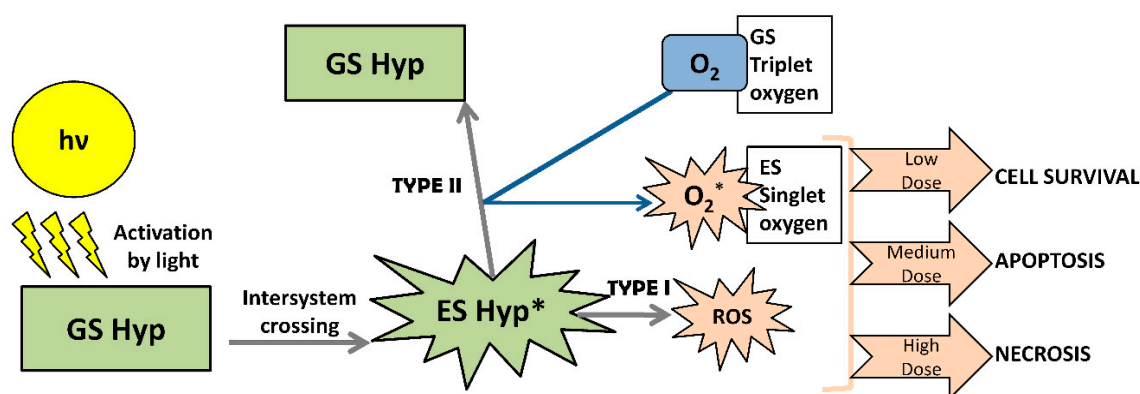 hν
Activation
by light
GS Hyp
Intersystem
crossing
GS Hyp
TYPE II
ES Hyp*
TYPE I
ROS
O₂
GS
Triplet
oxygen
O₂*
ES
Singlet
oxygen
Low
Dose
CELL SURVIVAL
Medium
Dose
APOPTOSIS
High
Dose
NECROSIS